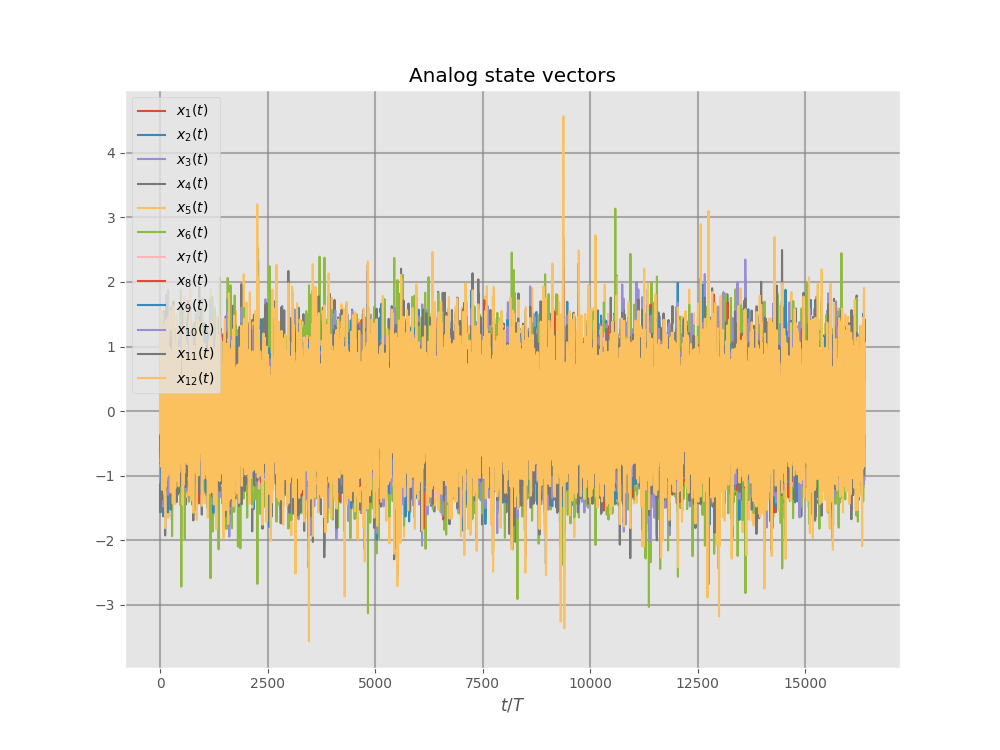 Analog state vectors
x₁(t)
x₂(t)
x₃(t)
x₄(t)
x₅(t)
x₆(t)
x₇(t)
x₈(t)
x₉(t)
x₁₀(t)
x₁₁(t)
x₁₂(t)
4
3
2
1
0
−1
−2
−3
0 2500 5000 7500 10000 12500 15000
t/T